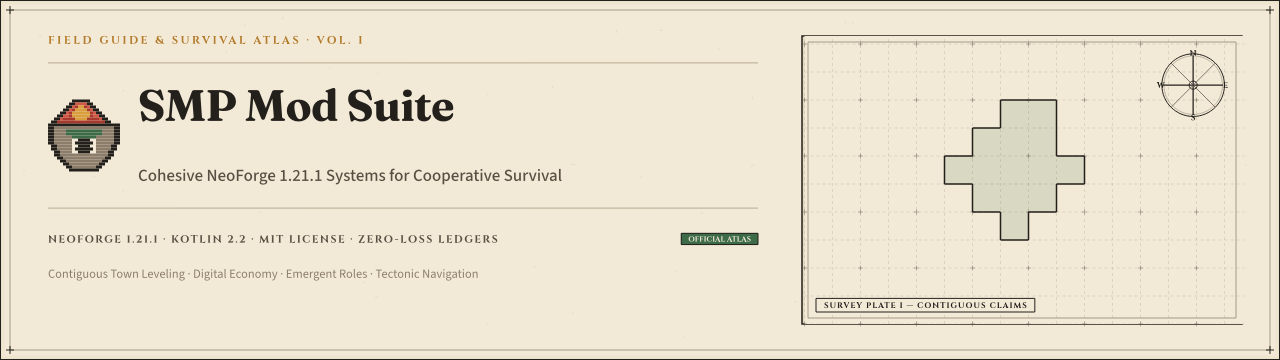 FIELD GUIDE & SURVIVAL ATLAS · VOL. I
SMP Mod Suite
Cohesive NeoForge 1.21.1 Systems for Cooperative Survival
NEOFORGE 1.21.1 · KOTLIN 2.2 · MIT LICENSE · ZERO-LOSS LEDGERS
OFFICIAL ATLAS
Contiguous Town Leveling · Digital Economy · Emergent Roles · Tectonic Navigation
N
W
E
S
SURVEY PLATE I — CONTIGUOUS CLAIMS